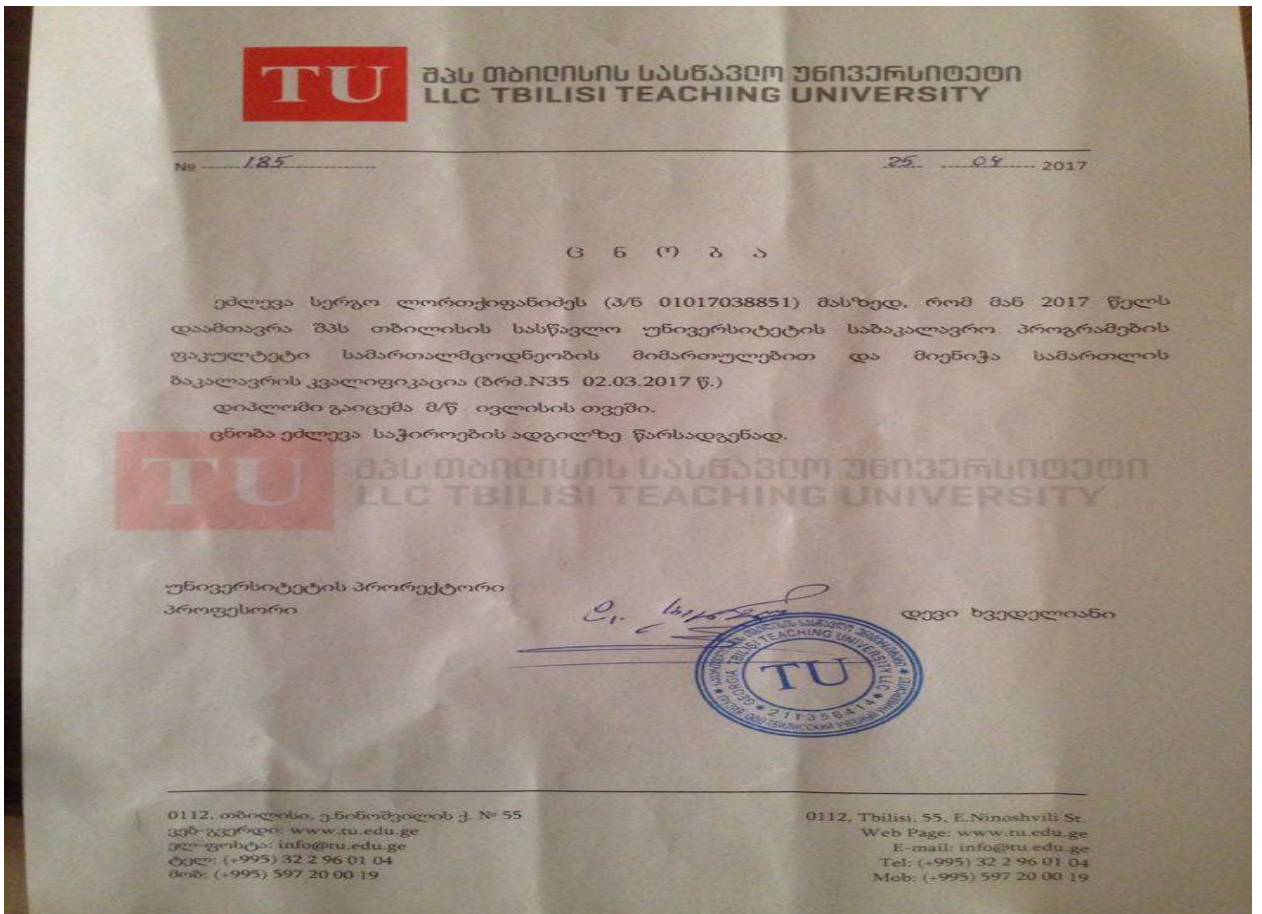 TU
შპს თბილისის სასწავლო უნივერსიტეტი
LLC TBILISI TEACHING UNIVERSITY
№ 185 25 04 2017
ც ნ ო ბ ა
ეძლევა სერგო ლორთქიფანიძეს (პ/ნ 01017038851) მასზედ, რომ მან 2017 წელს
დაამთავრა შპს თბილისის სასწავლო უნივერსიტეტის საბაკალავრო პროგრამების
ფაკულტეტი სამართალმცოდნეობის მიმართულებით და მიენიჭა სამართლის
ბაკალავრის კვალიფიკაცია (ბრძ.N35 02.03.2017 წ.)
დიპლომი გაიცემა მ/წ ივლისის თვეში.
ცნობა ეძლევა საჭიროების ადგილზე წარსადგენად.
TU
შპს თბილისის სასწავლო უნივერსიტეტი
LLC TBILISI TEACHING UNIVERSITY
უნივერსიტეტის პრორექტორი
პროფესორი დევი ხვედელიანი
GEORGIA TBILISI TEACHING UNIVERSITY LLC
TU
211356414
0112, თბილისი, ე.ნინოშვილის ქ. № 55
ვებ-გვერდი: www.tu.edu.ge
ელ-ფოსტა: info@tu.edu.ge
ტელ: (+995) 32 2 96 01 04
მობ: (+995) 597 20 00 19
0112, Tbilisi, 55, E.Ninoshvili St.
Web Page: www.tu.edu.ge
E-mail: info@tu.edu.ge
Tel: (+995) 32 2 96 01 04
Mob: (+995) 597 20 00 19